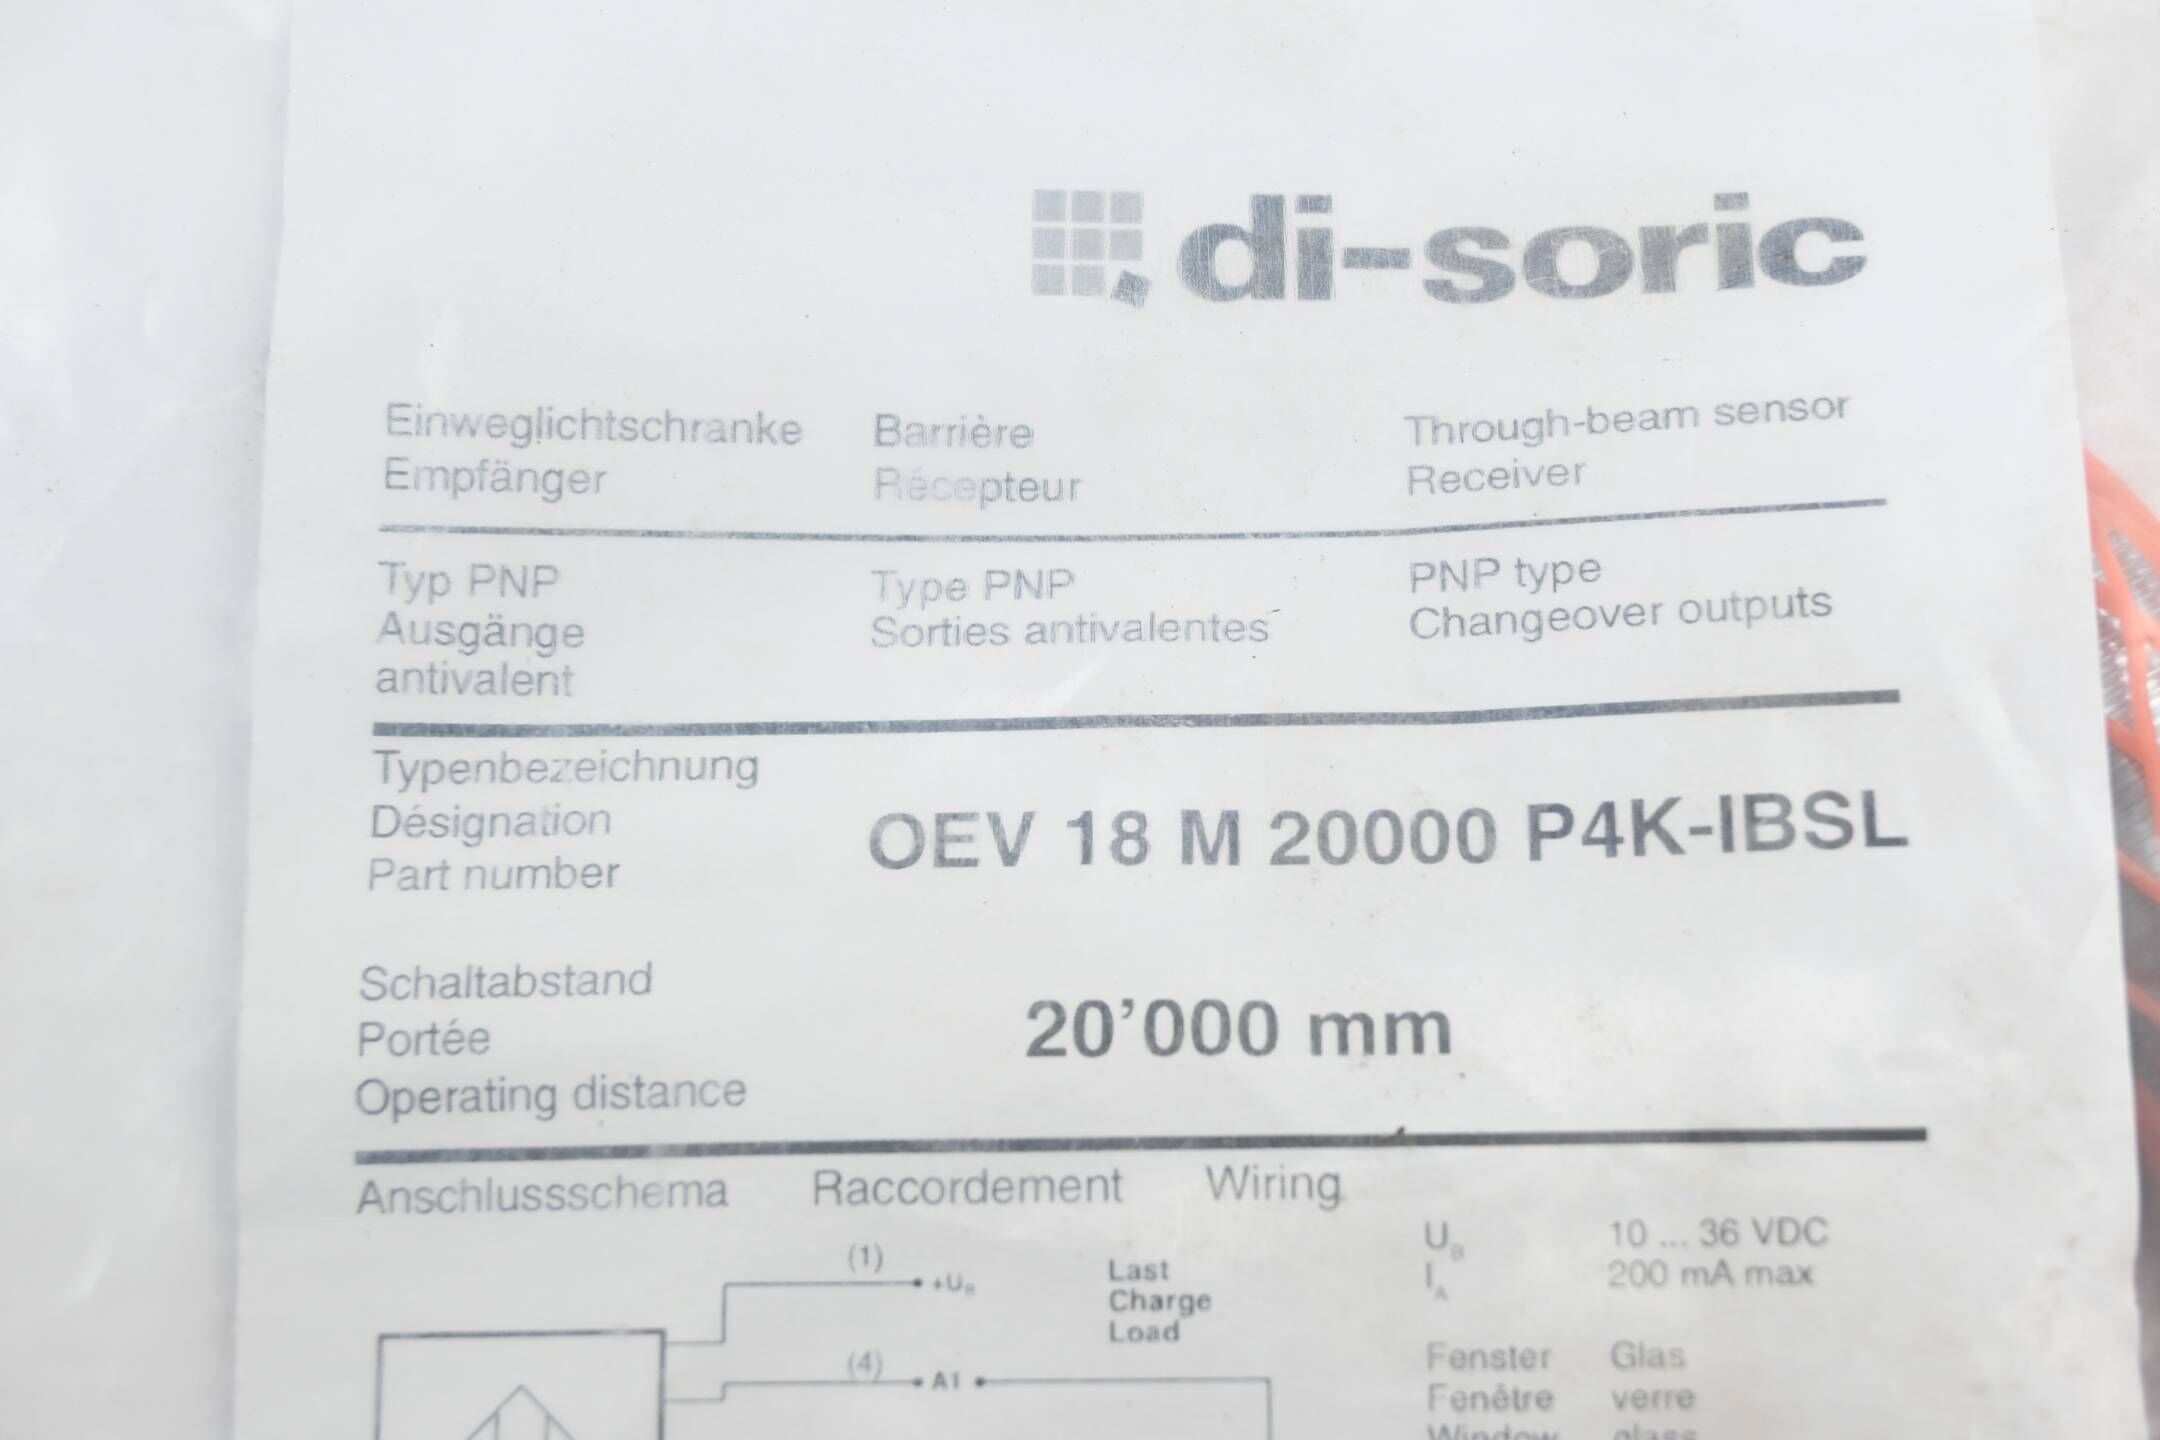 di-soric
Einweglichtschranke Barrière Through-beam sensor
Empfänger Récepteur Receiver
Typ PNP Type PNP PNP type
Ausgänge Sorties antivalentes Changeover outputs
antivalent
Typenbezeichnung
Désignation OEV 18 M 20000 P4K-IBSL
Part number
Schaltabstand
Portée 20'000 mm
Operating distance
Anschlussschema Raccordement Wiring
UB 10 ... 36 VDC
IA 200 mA max
(1) +UB
Last
Charge
Load
(4) A1
Fenster Glas
Fenêtre verre
Window glass